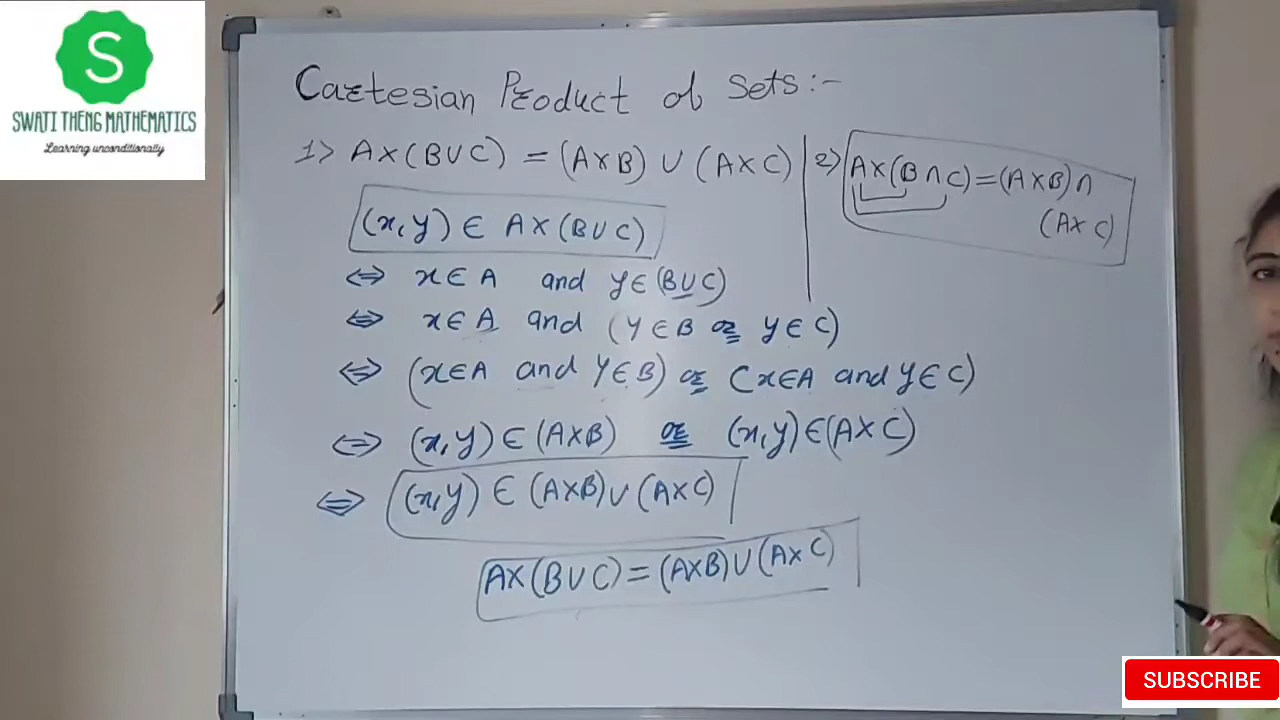 S
SWATI THENG MATHEMATICS
Learning unconditionally
Cartesian Product of Sets:-
1> A×(B∪C) = (A×B) ∪ (A×C)
(x,y) ∈ A×(B∪C)
⇔ x∈A and y∈(B∪C)
⇔ x∈A and (y∈B or y∈C)
⇔ (x∈A and y∈B) or (x∈A and y∈C)
⇔ (x,y)∈(A×B) or (x,y)∈(A×C)
⇔ (x,y) ∈ (A×B)∪(A×C)
A×(B∪C)=(A×B)∪(A×C)
2> A×(B∩C)=(A×B)∩
(A×C)
SUBSCRIBE